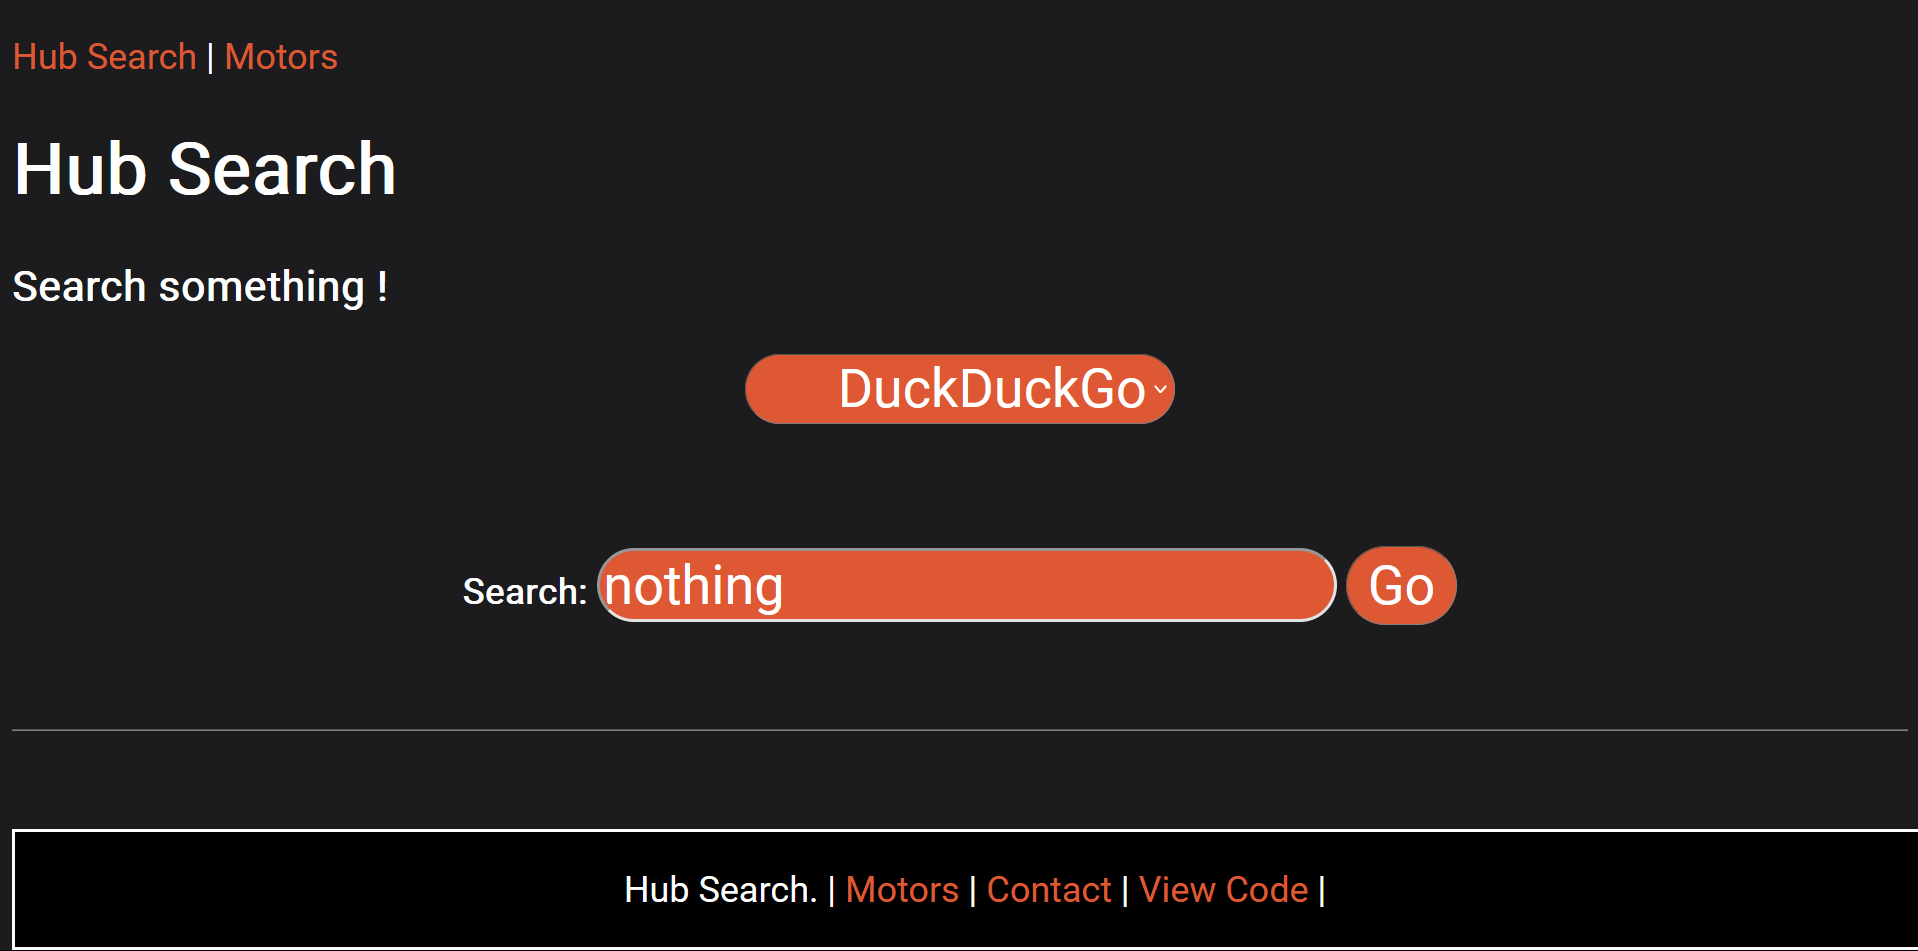 Hub Search | Motors
Hub Search
Search something !
DuckDuckGo
Search: nothing Go
Hub Search. | Motors | Contact | View Code |